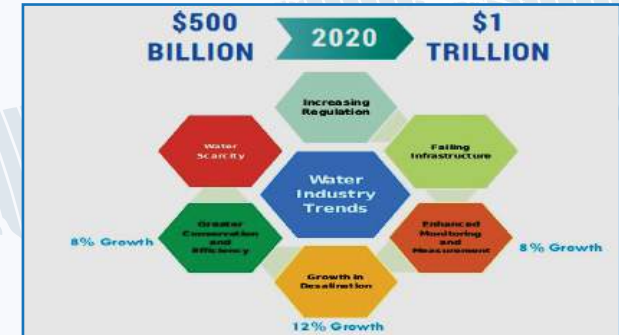 $500
BILLION
2020
$1
TRILLION
Increasing
Regulation
Water
Scarcity
Failing
Infrastructure
Water
Industry
Trends
Greater
Conservation
and
Efficiency
Enhanced
Monitoring
and
Measurement
8% Growth
8% Growth
Growth in
Desalination
12% Growth